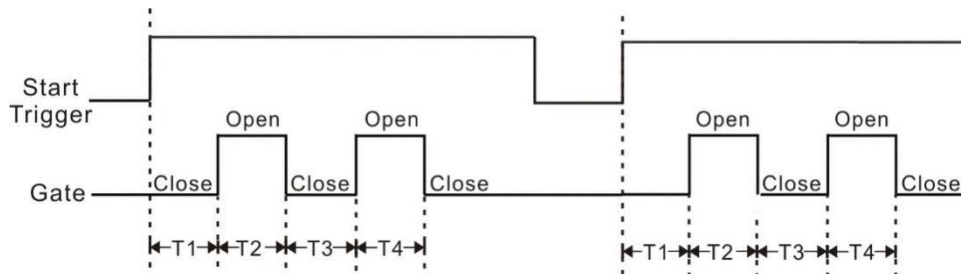 Start
Trigger
Open Open Open Open
Gate Close Close Close Close Close
T1 T2 T3 T4 T1 T2 T3 T4